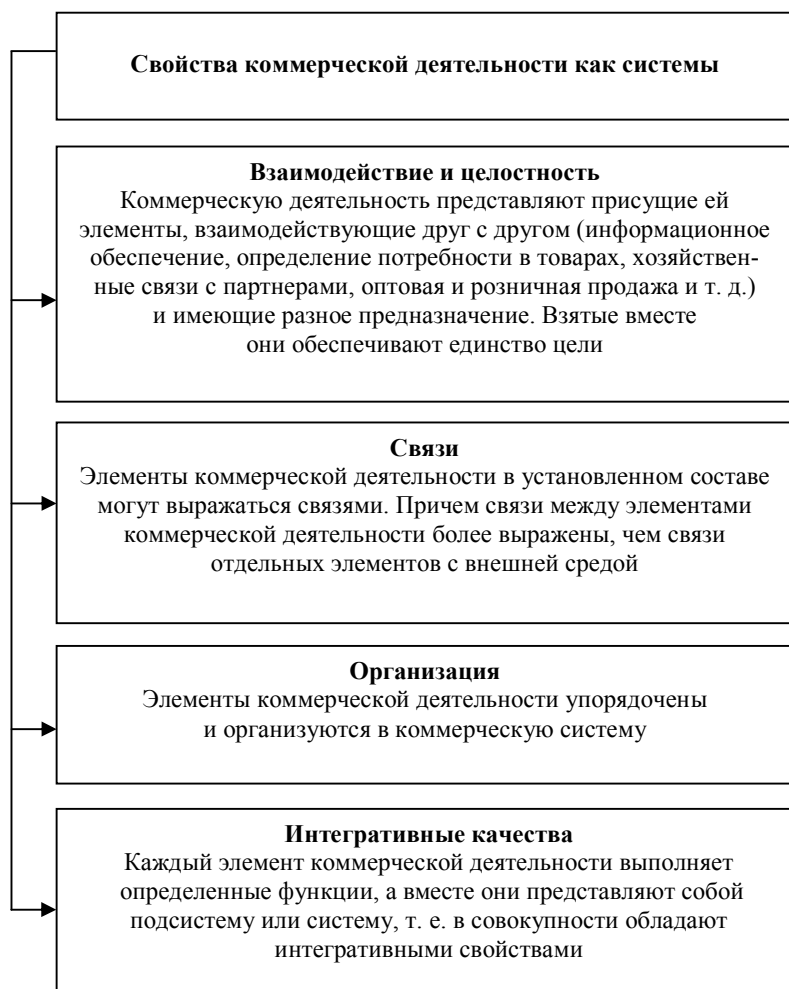 Свойства коммерческой деятельности как системы
Взаимодействие и целостность
Коммерческую деятельность представляют присущие ей
элементы, взаимодействующие друг с другом (информационное
обеспечение, определение потребности в товарах, хозяйствен-
ные связи с партнерами, оптовая и розничная продажа и т. д.)
и имеющие разное предназначение. Взятые вместе
они обеспечивают единство цели
Связи
Элементы коммерческой деятельности в установленном составе
могут выражаться связями. Причем связи между элементами
коммерческой деятельности более выражены, чем связи
отдельных элементов с внешней средой
Организация
Элементы коммерческой деятельности упорядочены
и организуются в коммерческую систему
Интегративные качества
Каждый элемент коммерческой деятельности выполняет
определенные функции, а вместе они представляют собой
подсистему или систему, т. е. в совокупности обладают
интегративными свойствами